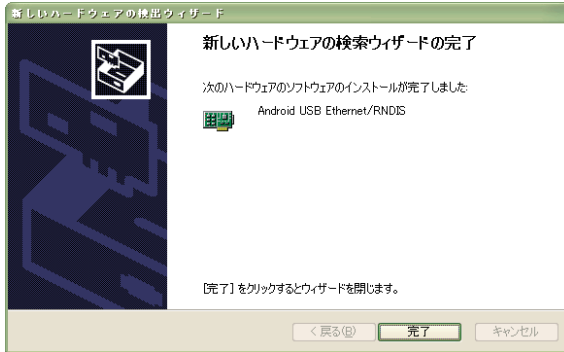 新しいハードウェアの検出ウィザード
新しいハードウェアの検索ウィザードの完了
次のハードウェアのソフトウェアのインストールが完了しました:
Android USB Ethernet/RNDIS
[完了] をクリックするとウィザードを閉じます。
< 戻る(B)
完了
キャンセル